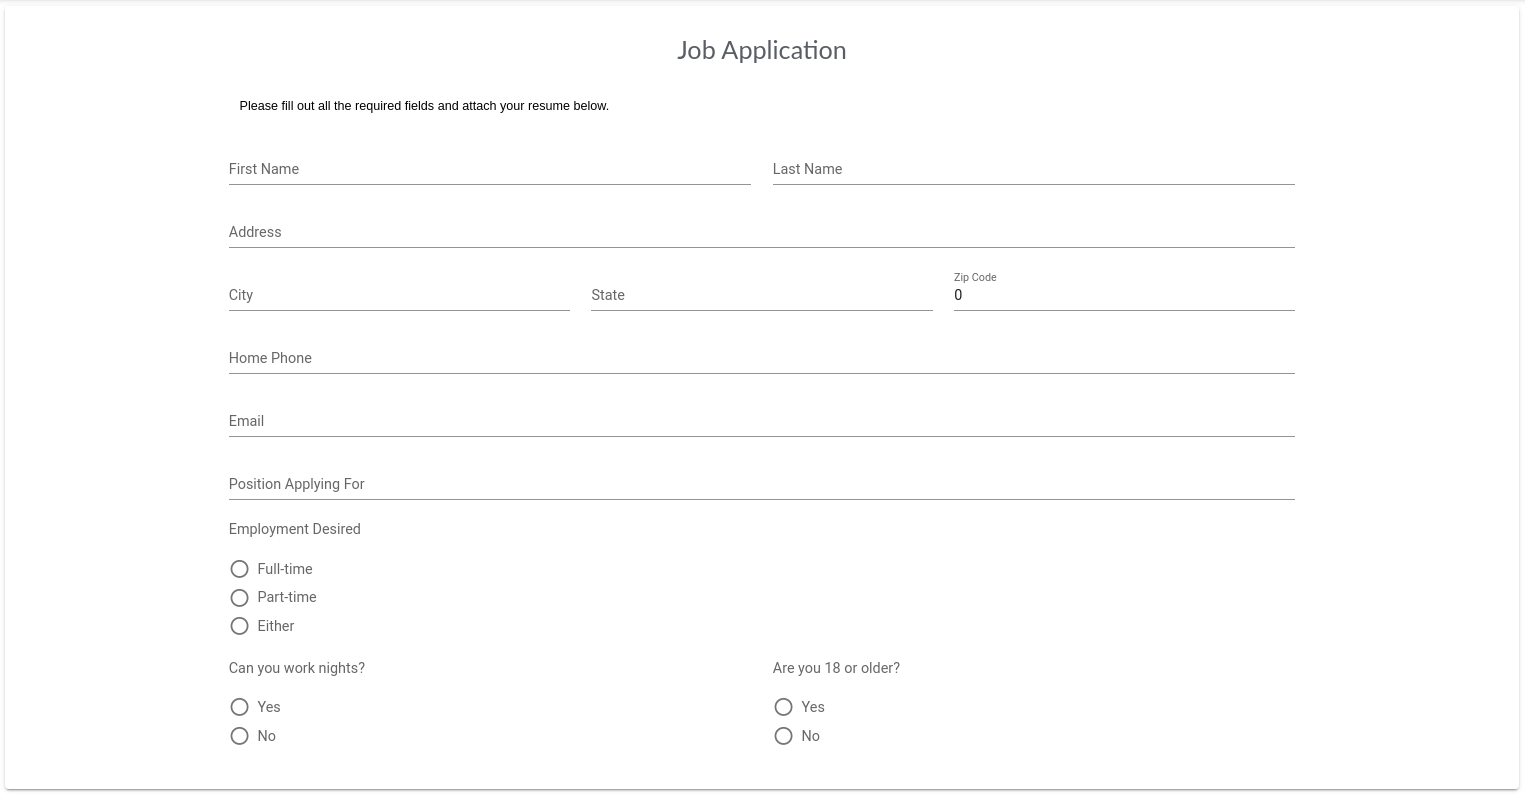 Job Application
Please fill out all the required fields and attach your resume below.
First Name
Last Name
Address
City
State
Zip Code
0
Home Phone
Email
Position Applying For
Employment Desired
Full-time
Part-time
Either
Can you work nights?
Yes
No
Are you 18 or older?
Yes
No